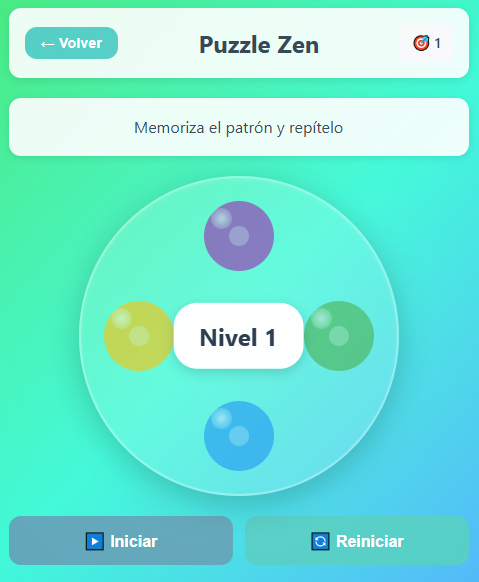 ← Volver
Puzzle Zen
🎯 1
Memoriza el patrón y repítelo
Nivel 1
▶️ Iniciar
🔄 Reiniciar